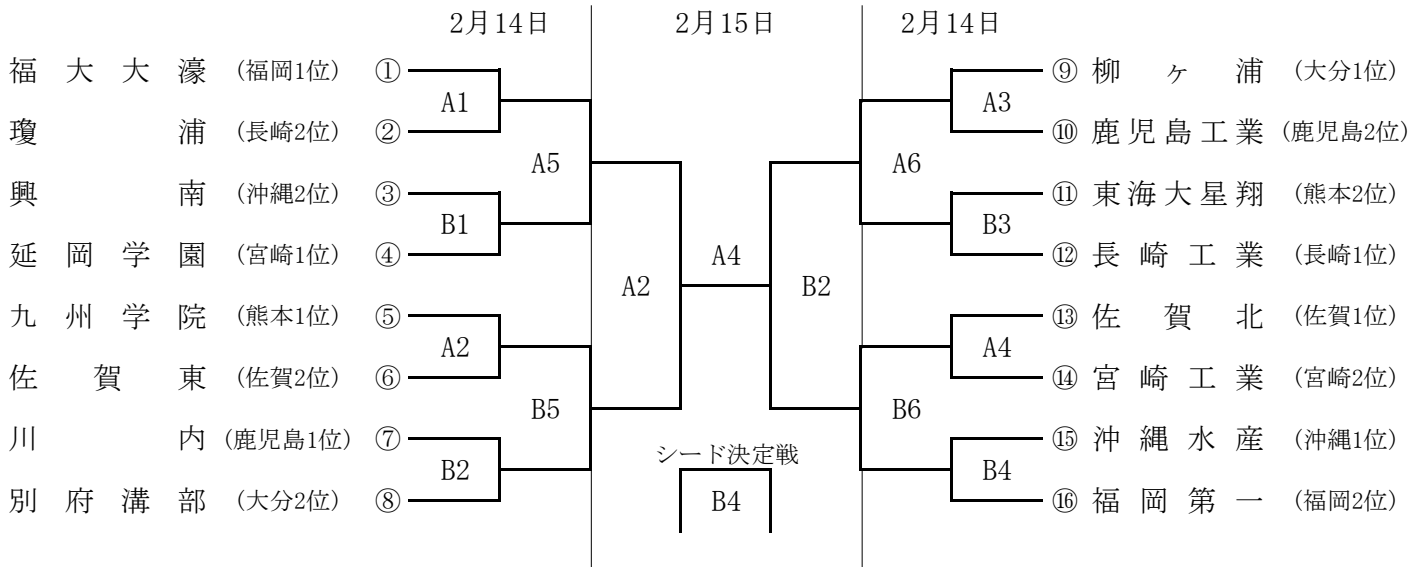 2月14日 2月15日 2月14日
福大大濠 (福岡1位) ① ⑨ 柳ヶ浦 (大分1位)
A1 A3
瓊浦 (長崎2位) ② ⑩ 鹿児島工業 (鹿児島2位)
A5 A6
興南 (沖縄2位) ③ ⑪ 東海大星翔 (熊本2位)
B1 B3
延岡学園 (宮崎1位) ④ ⑫ 長崎工業 (長崎1位)
A2 A4 B2
九州学院 (熊本1位) ⑤ ⑬ 佐賀北 (佐賀1位)
A2 A4
佐賀東 (佐賀2位) ⑥ ⑭ 宮崎工業 (宮崎2位)
B5 B6
川内 (鹿児島1位) ⑦ ⑮ 沖縄水産 (沖縄1位)
シード決定戦
B2 B4
別府溝部 (大分2位) ⑧ B4 ⑯ 福岡第一 (福岡2位)